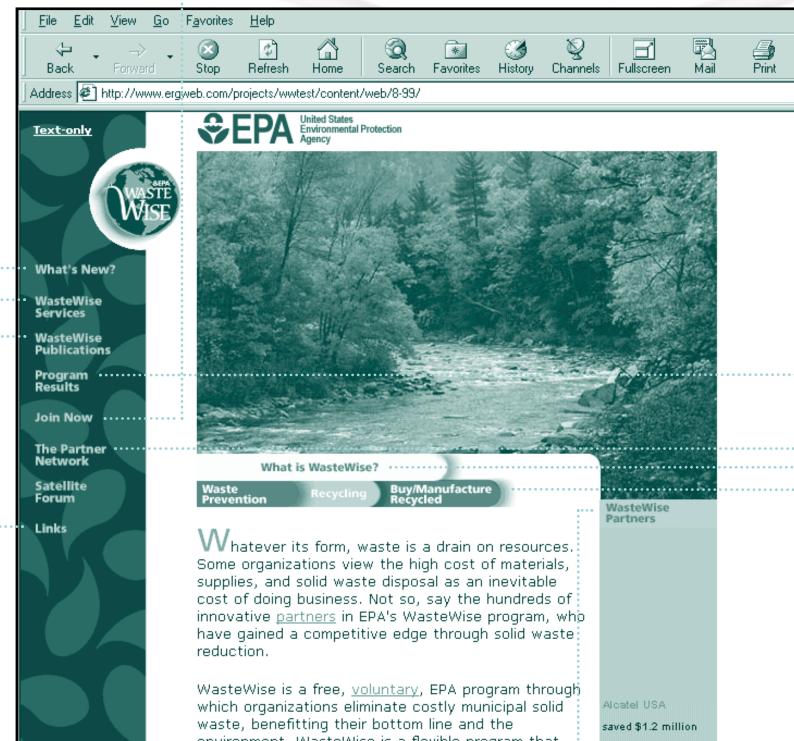 File Edit View Go Favorites Help
Back Forward Stop Refresh Home Search Favorites History Channels Fullscreen Mail Print
Address http://www.ergweb.com/projects/wwtest/content/web/8-99/
Text-only
EPA United States
Environmental Protection
Agency
EPA
WASTE
WISE
What's New?
WasteWise
Services
WasteWise
Publications
Program
Results
Join Now
The Partner
Network
Satellite
Forum
Links
What is WasteWise?
Waste
Prevention
Recycling
Buy/Manufacture
Recycled
WasteWise
Partners
Whatever its form, waste is a drain on resources.
Some organizations view the high cost of materials,
supplies, and solid waste disposal as an inevitable
cost of doing business. Not so, say the hundreds of
innovative partners in EPA's WasteWise program, who
have gained a competitive edge through solid waste
reduction.
WasteWise is a free, voluntary, EPA program through
which organizations eliminate costly municipal solid
waste, benefitting their bottom line and the
environment. WasteWise is a flexible program that
Alcatel USA
saved $1.2 million